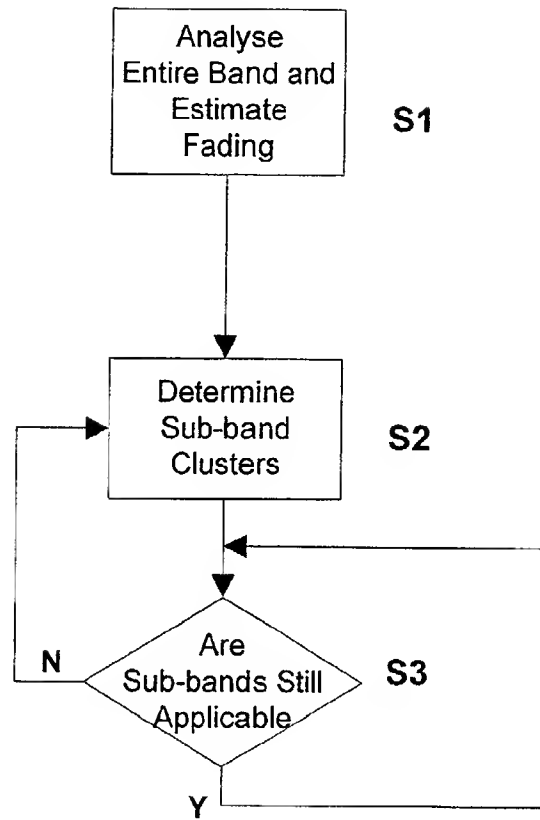 Analyse
Entire Band and
Estimate
Fading
S1
Determine
Sub-band
Clusters
S2
Are
Sub-bands Still
Applicable
S3
N
Y